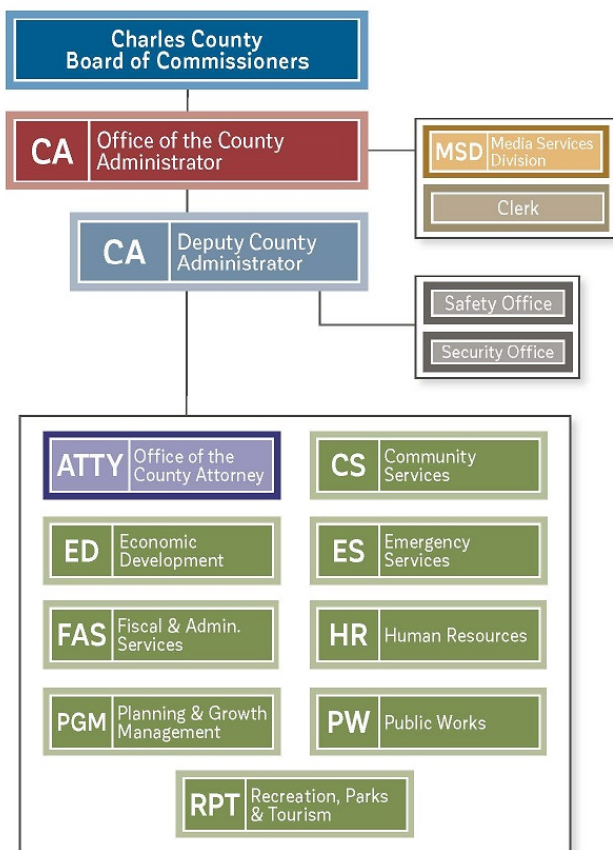 Charles County
Board of Commissioners
CA
Office of the County
Administrator
MSD
Media Services
Division
Clerk
CA
Deputy County
Administrator
Safety Office
Security Office
ATTY
Office of the
County Attorney
CS
Community
Services
ED
Economic
Development
ES
Emergency
Services
FAS
Fiscal & Admin.
Services
HR
Human Resources
PGM
Planning & Growth
Management
PW
Public Works
RPT
Recreation, Parks
& Tourism